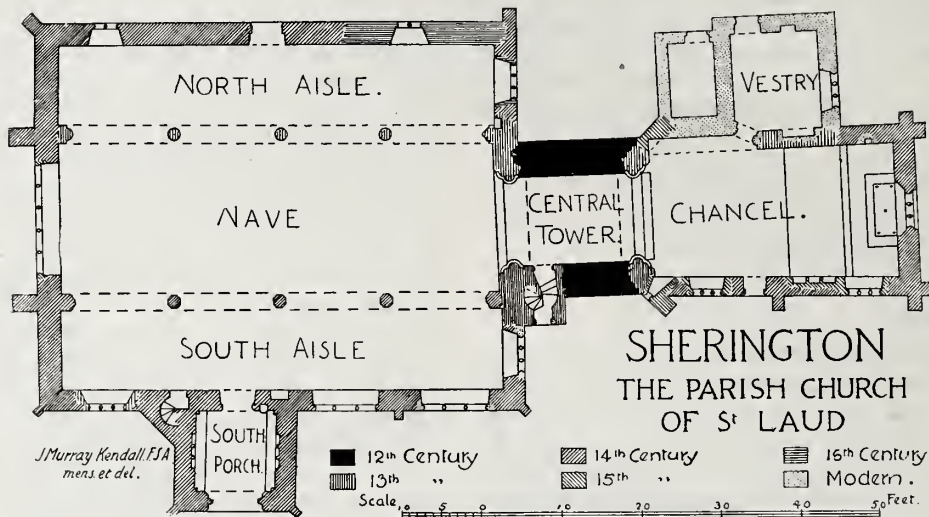 NORTH AISLE.
VESTRY
NAVE
CENTRAL
TOWER.
CHANCEL.
SOUTH AISLE
SOUTH
PORCH.
SHERINGTON
THE PARISH CHURCH
OF St LAUD
J. Murray Kendall. F.S.A
mens. et del.
12th Century
13th "
14th Century
15th "
16th Century
Modern.
Scale, 10 5 0 10 20 30 40 50 Feet.